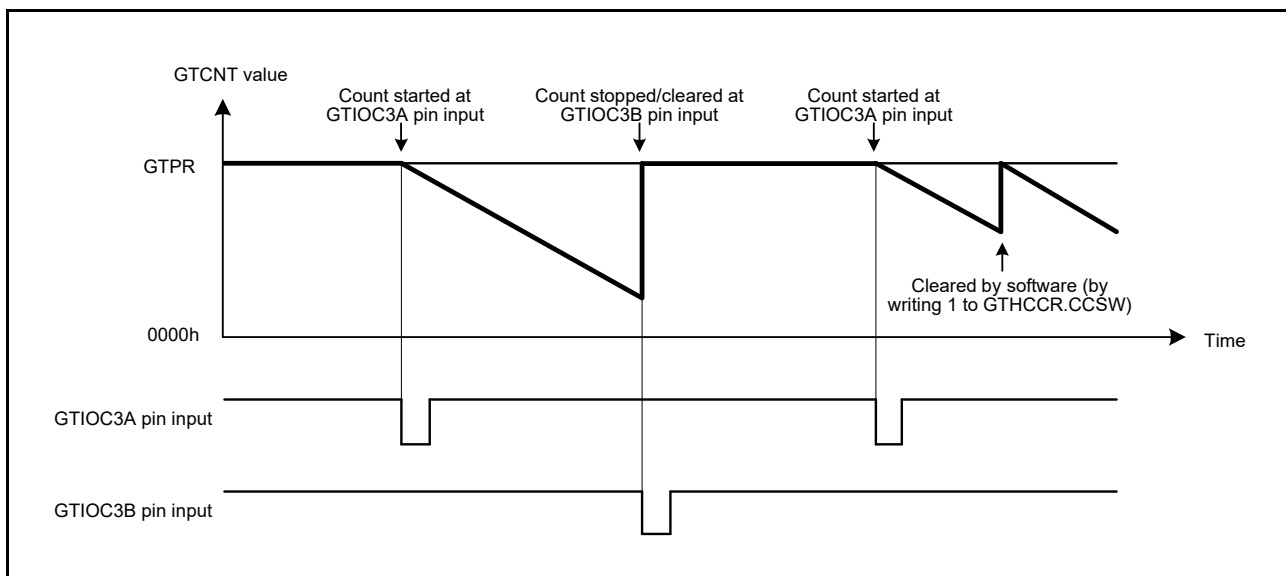 GTCNT value
Count started at
GTIOC3A pin input
Count stopped/cleared at
GTIOC3B pin input
Count started at
GTIOC3A pin input
GTPR
Cleared by software (by
writing 1 to GTHCCR.CCSW)
0000h
Time
GTIOC3A pin input
GTIOC3B pin input